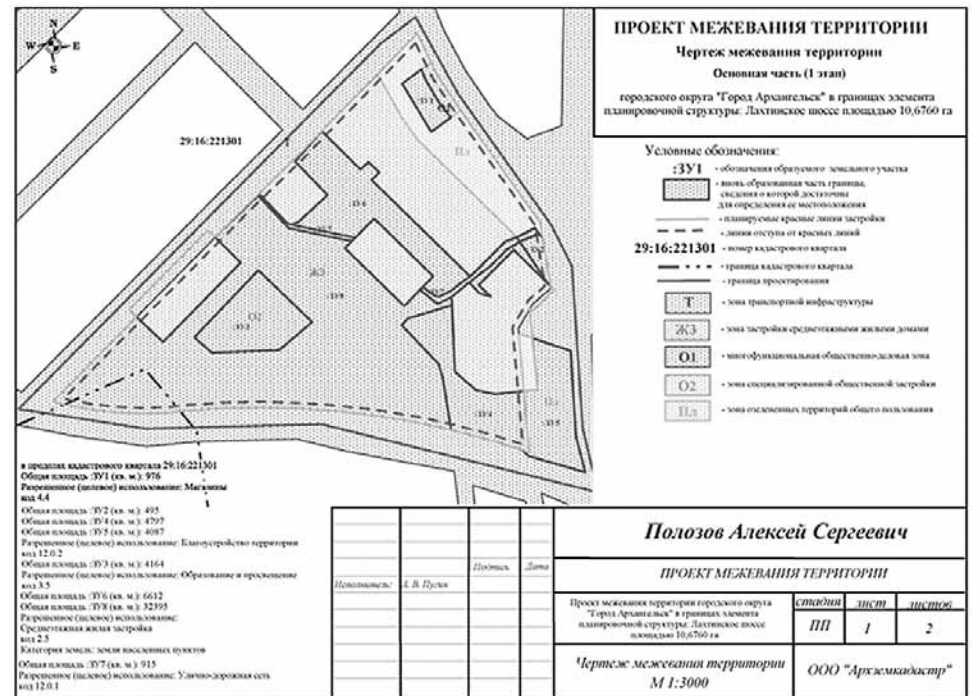 N
W E
S
29:16:221301
:ЗУ1
Пл
:ЗУ6
:ЗУ7
:ЗУ2
ЖЗ
:ЗУ8
О2
:ЗУ3
:ЗУ4
Пл
:ЗУ5
ПРОЕКТ МЕЖЕВАНИЯ ТЕРРИТОРИИ
Чертеж межевания территории
Основная часть (1 этап)
городского округа "Город Архангельск" в границах элемента
планировочной структуры: Лахтинское шоссе площадью 10,6760 га
Условные обозначения:
:ЗУ1 - обозначения образуемого земельного участка
- вновь образованная часть границы,
сведения о которой достаточны
для определения ее местоположения
- планируемые красные линии застройки
- линии отступа от красных линий
29:16:221301 - номер кадастрового квартала
- граница кадастрового квартала
- граница проектирования
Т - зона транспортной инфраструктуры
ЖЗ - зона застройки среднеэтажными жилыми домами
О1 - многофункциональная общественно-деловая зона
О2 - зона специализированной общественной застройки
Пл - зона озелененных территорий общего пользования
в пределах кадастрового квартала 29:16:221301
Общая площадь :ЗУ1 (кв. м.): 976
Разрешенное (целевое) использование: Магазины
код 4.4
Общая площадь :ЗУ2 (кв. м.): 495
Общая площадь :ЗУ4 (кв. м.): 4797
Общая площадь :ЗУ5 (кв. м.): 4087
Разрешенное (целевое) использование: Благоустройство территории
код 12.0.2
Общая площадь :ЗУ3 (кв. м.): 4164
Разрешенное (целевое) использование: Образование и просвещение
код 3.5
Общая площадь :ЗУ6 (кв. м.): 6612
Общая площадь :ЗУ8 (кв. м.): 32395
Разрешенное (целевое) использование:
Среднеэтажная жилая застройка
код 2.5
Категория земель: земли населенных пунктов
Общая площадь :ЗУ7 (кв. м.): 915
Разрешенное (целевое) использование: Улично-дорожная сеть
код 12.0.1
Подпись Дата
Исполнитель: А. В. Пусик
Полозов Алексей Сергеевич
ПРОЕКТ МЕЖЕВАНИЯ ТЕРРИТОРИИ
Проект межевания территории городского округа
"Город Архангельск" в границах элемента
планировочной структуры: Лахтинское шоссе
площадью 10,6760 га
стадия лист листов
ПП 1 2
Чертеж межевания территории
М 1:3000
ООО "Архземкадастр"